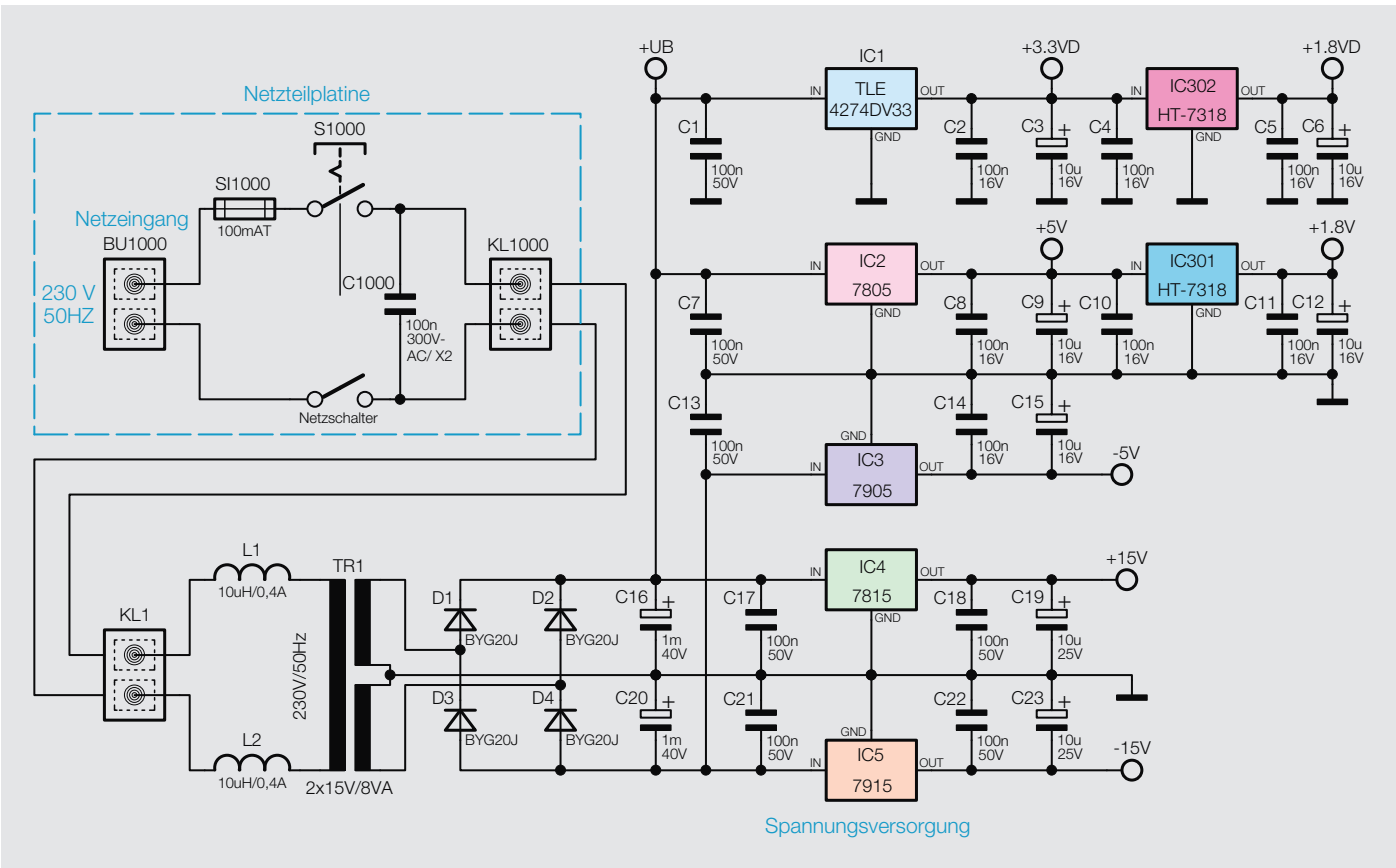 Netzteilplatine
S1000
SI1000
100mAT
Netzeingang
BU1000
230 V
50HZ
C1000
100n
300V-
AC/ X2
KL1000
Netzschalter
+UB
C1
100n
50V
IC1
IN
TLE
4274DV33
OUT
GND
C2
100n
16V
+3.3VD
C3
+
10u
16V
C4
100n
16V
IN
IC302
HT-7318
OUT
GND
C5
100n
16V
+1.8VD
C6
+
10u
16V
C7
100n
50V
IN
IC2
7805
OUT
GND
C8
100n
16V
+5V
C9
+
10u
16V
C10
100n
16V
IN
IC301
HT-7318
OUT
GND
C11
100n
16V
+1.8V
C12
+
10u
16V
C13
100n
50V
GND
IN
IC3
7905
OUT
C14
100n
16V
C15
+
10u
16V
-5V
KL1
L1
10uH/0,4A
L2
10uH/0,4A
TR1
230V/50Hz
2x15V/8VA
D1
BYG20J
D2
BYG20J
D3
BYG20J
D4
BYG20J
C16
+
1m
40V
C17
100n
50V
IN
IC4
7815
OUT
GND
C18
100n
50V
C19
+
10u
25V
+15V
C20
+
1m
40V
C21
100n
50V
GND
IN
IC5
7915
OUT
C22
100n
50V
C23
+
10u
25V
-15V
Spannungsversorgung